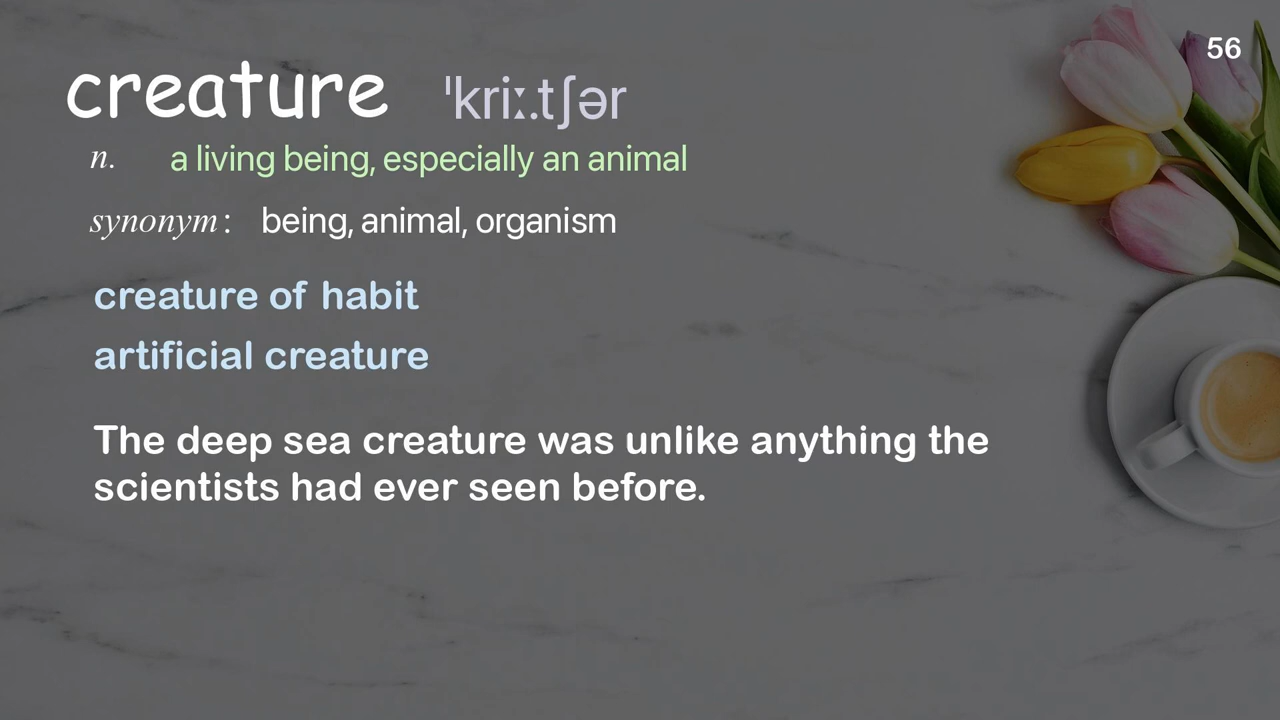 56
creature ˈkriː.tʃər
n. a living being, especially an animal
synonym: being, animal, organism
creature of habit
artificial creature
The deep sea creature was unlike anything the
scientists had ever seen before.